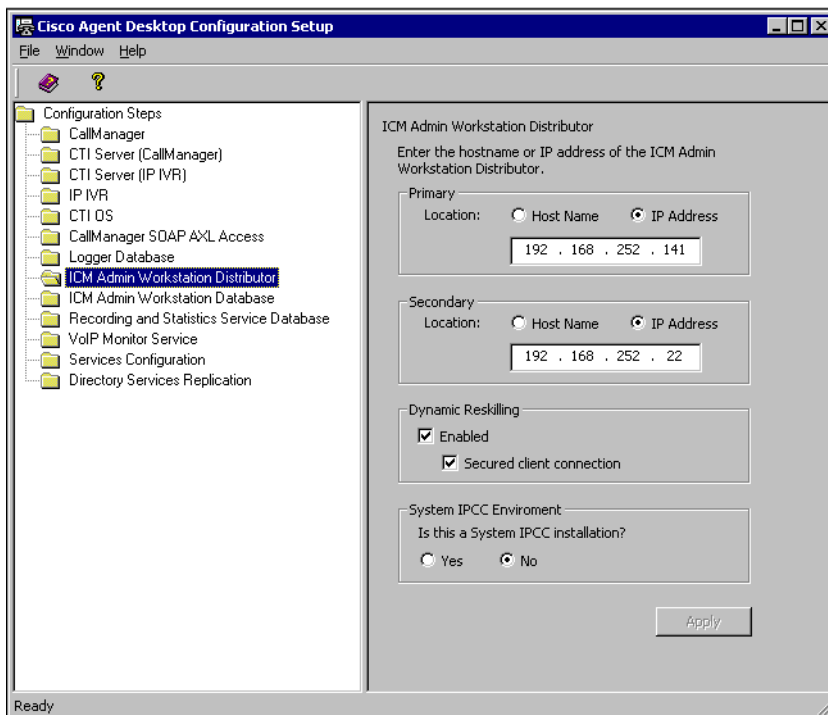 Cisco Agent Desktop Configuration Setup
File Window Help
Configuration Steps
CallManager
CTI Server (CallManager)
CTI Server (IP IVR)
IP IVR
CTI OS
CallManager SOAP AXL Access
Logger Database
ICM Admin Workstation Distributor
ICM Admin Workstation Database
Recording and Statistics Service Database
VoIP Monitor Service
Services Configuration
Directory Services Replication
ICM Admin Workstation Distributor
Enter the hostname or IP address of the ICM Admin
Workstation Distributor.
Primary
Location: Host Name IP Address
192 . 168 . 252 . 141
Secondary
Location: Host Name IP Address
192 . 168 . 252 . 22
Dynamic Reskilling
Enabled
Secured client connection
System IPCC Enviroment
Is this a System IPCC installation?
Yes No
Apply
Ready